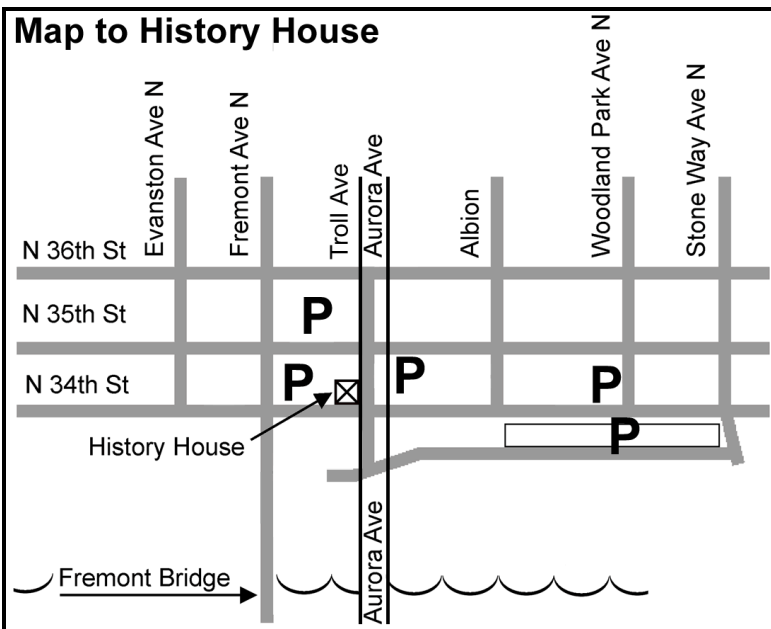 Map to History House
Evanston Ave N
Fremont Ave N
Troll Ave
Aurora Ave
Albion
Woodland Park Ave N
Stone Way Ave N
N 36th St
N 35th St
P
N 34th St
P
P
P
History House
P
Fremont Bridge
Aurora Ave